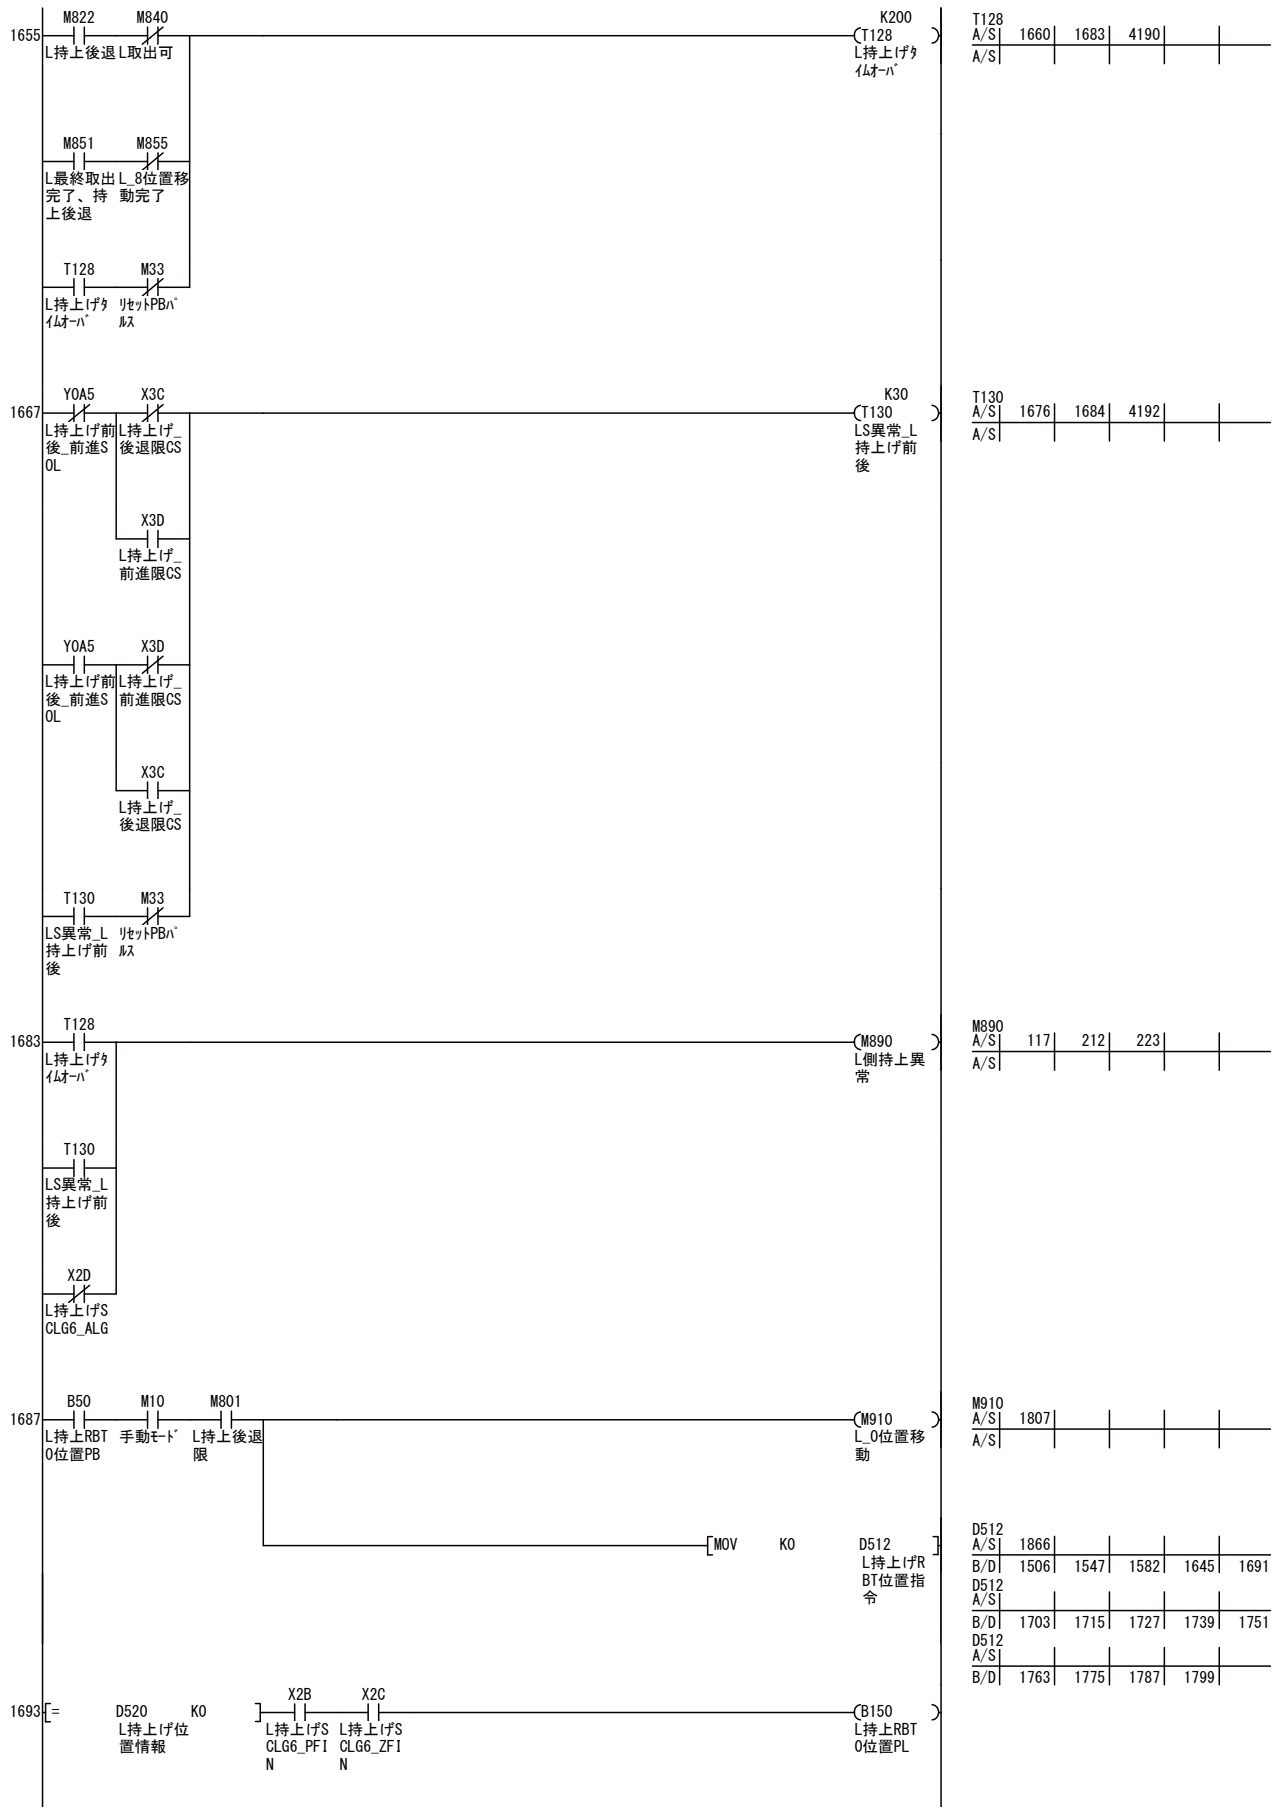 M822 M840 K200
1655 (T128 )
L持上後退 L取出可 L持上げﾀ
ｲﾑｵｰﾊﾞ
T128
A/S 1660 1683 4190
A/S
M851 M855
L最終取出 L_8位置移
完了、持 動完了
上後退
T128 M33
L持上げﾀ ﾘｾｯﾄPBﾊﾟ
ｲﾑｵｰﾊﾞ ﾙｽ
Y0A5 X3C K30
1667 (T130 )
L持上げ前 L持上げ_ LS異常_L
後_前進S 後退限CS 持上げ前
OL 後
T130
A/S 1676 1684 4192
A/S
X3D
L持上げ_
前進限CS
Y0A5 X3D
L持上げ前 L持上げ_
後_前進S 前進限CS
OL
X3C
L持上げ_
後退限CS
T130 M33
LS異常_L ﾘｾｯﾄPBﾊﾟ
持上げ前 ﾙｽ
後
T128
1683 (M890 )
L持上げﾀ L側持上異
ｲﾑｵｰﾊﾞ 常
M890
A/S 117 212 223
A/S
T130
LS異常_L
持上げ前
後
X2D
L持上げS
CLG6_ALG
B50 M10 M801
1687 (M910 )
L持上RBT 手動ﾓｰﾄﾞ L持上後退 L_0位置移
0位置PB 限 動
M910
A/S 1807
A/S
[MOV K0 D512 ]
L持上げR
BT位置指
令
D512
A/S 1866
B/D 1506 1547 1582 1645 1691
D512
A/S
B/D 1703 1715 1727 1739 1751
D512
A/S
B/D 1763 1775 1787 1799
X2B X2C
1693 [= D520 K0 ] (B150 )
L持上げ位 L持上げS L持上げS L持上RBT
置情報 CLG6_PFI CLG6_ZFI 0位置PL
N N